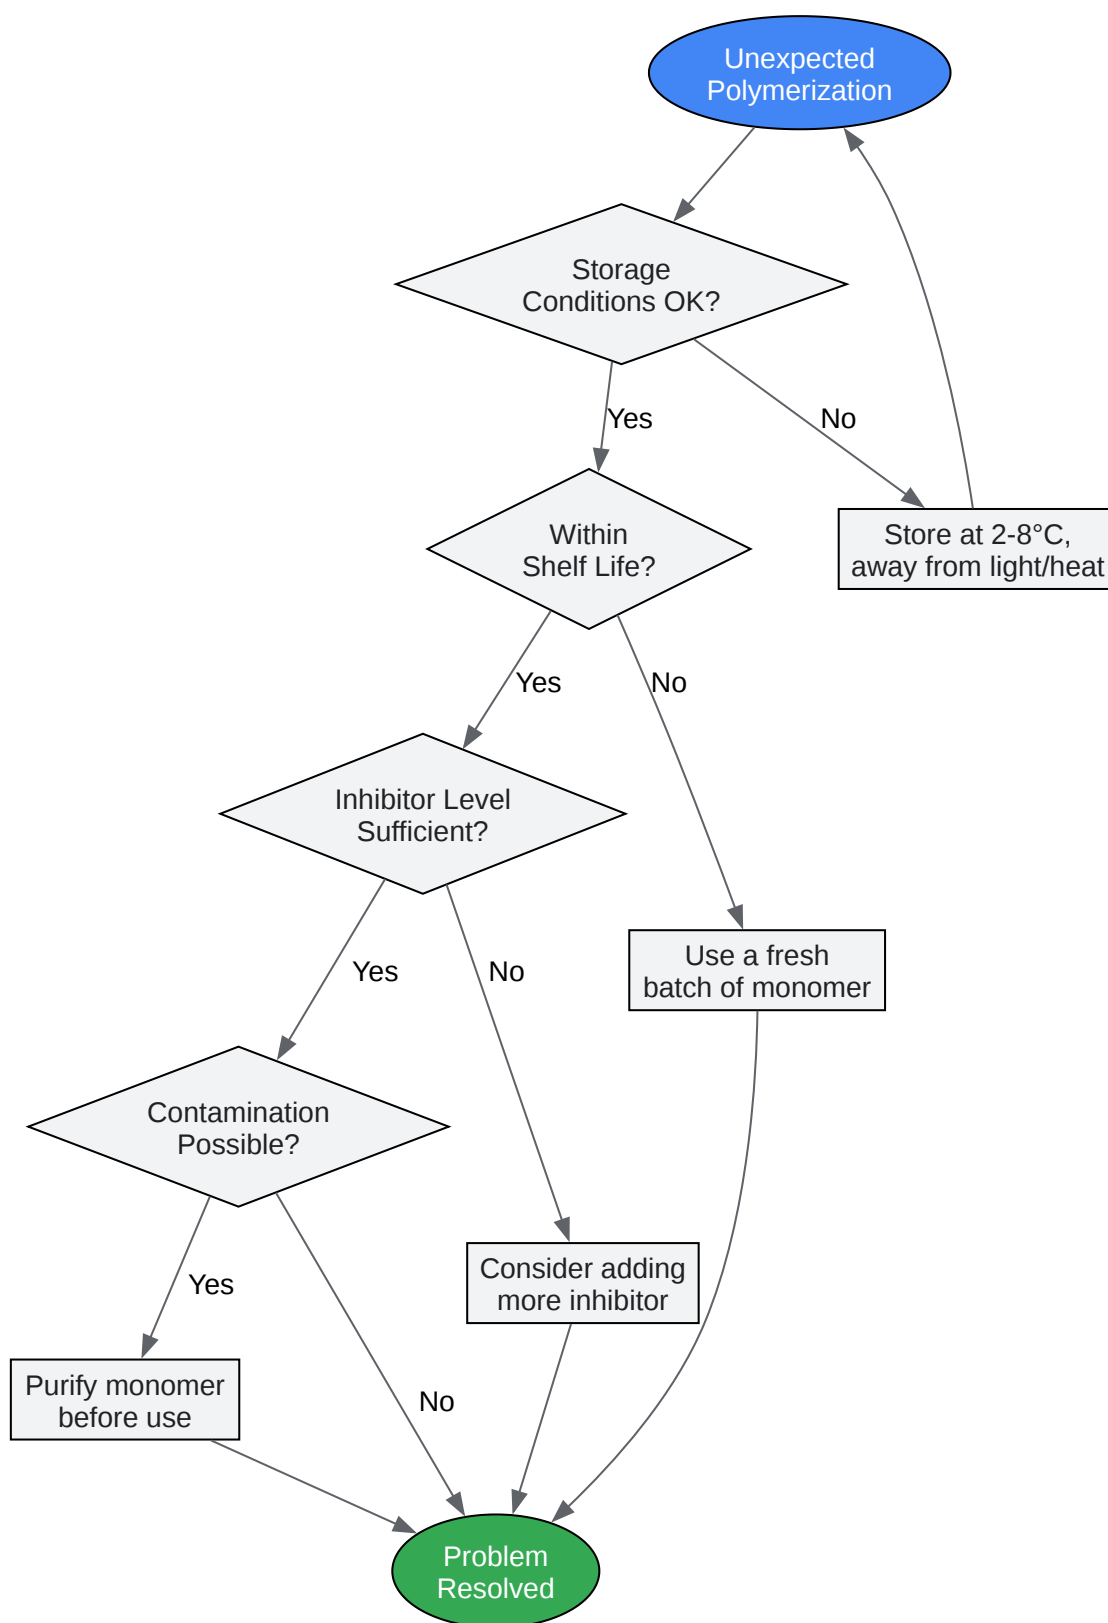 Unexpected
Polymerization
Storage
Conditions OK?
Yes
No
Within
Shelf Life?
Store at 2-8°C,
away from light/heat
Yes
No
Inhibitor Level
Sufficient?
Yes
No
Use a fresh
batch of monomer
Contamination
Possible?
Yes
Consider adding
more inhibitor
Purify monomer
before use
No
Problem
Resolved